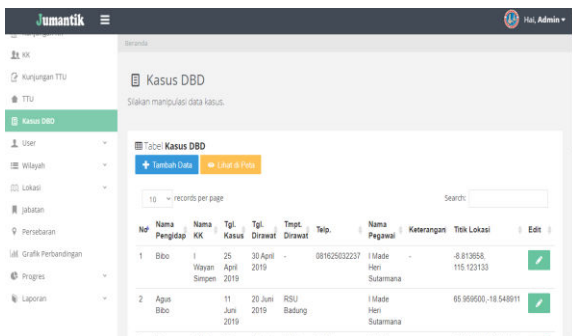 Jumantik
Hai, Admin
KK
Kunjungan TTU
TTU
Kasus DBD
User
Wilayah
Lokasi
Jabatan
Persebaran
Grafik Perbandingan
Progres
Laporan
Beranda
Kasus DBD
Silakan manipulasi data kasus.
Tabel Kasus DBD
Tambah Data
Lihat di Peta
10 records per page
Search:
No Nama Pengidap Nama KK Tgl. Kasus Tgl. Dirawat Tmpt. Dirawat Telp. Nama Pegawai Keterangan Titik Lokasi Edit
1 Bibo I Wayan Simpen 25 April 2019 30 April 2019 - 081625032237 I Made Heri Sutarmana - -8.813658, 115.123133
2 Agus Bibo 11 Juni 2019 20 Juni 2019 RSU Badung I Made Heri Sutarmana 65.959500,-18.548911